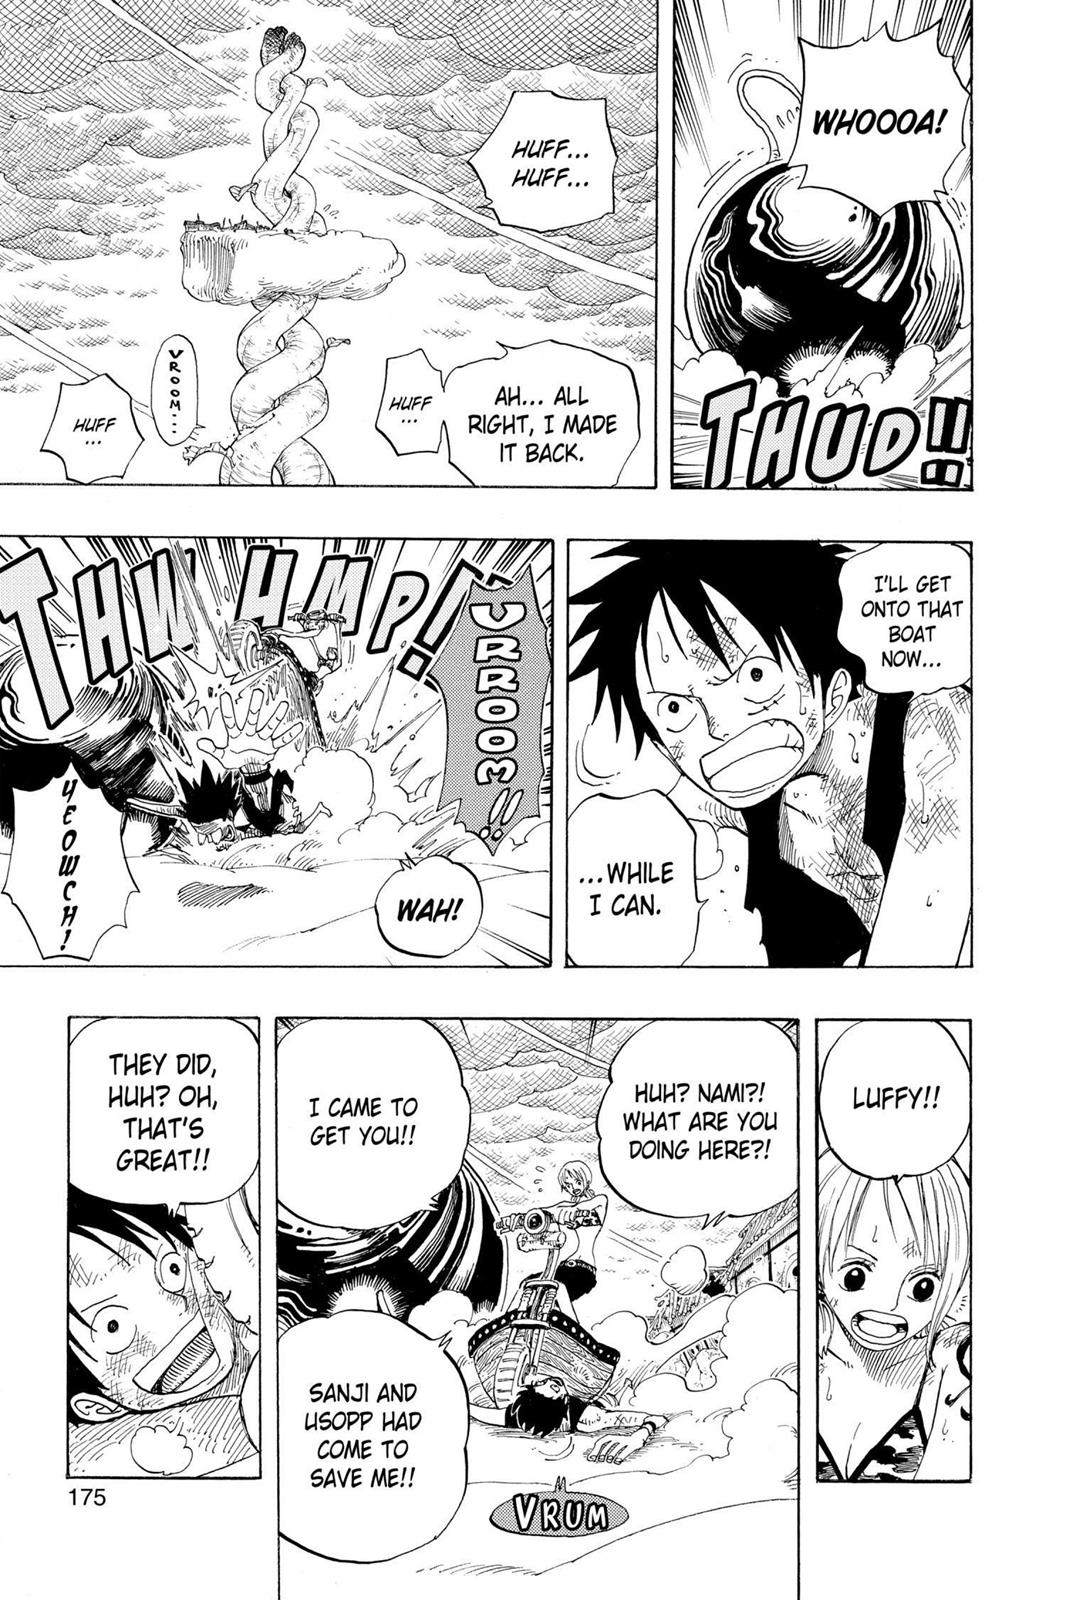 WHOOOA!
THUD!!
HUFF...
HUFF...
AH... ALL
RIGHT, I MADE
IT BACK.
HUFF
...
VROOM...
HUFF
...
I'LL GET
ONTO THAT
BOAT
NOW...
...WHILE
I CAN.
THWHUMP!!
VROOM!!
WAH!
YEOWCH!
LUFFY!!
HUH? NAMI?!
WHAT ARE YOU
DOING HERE?!
I CAME TO
GET YOU!!
SANJI AND
USOPP HAD
COME TO
SAVE ME!!
VRUM
THEY DID,
HUH? OH,
THAT'S
GREAT!!
175